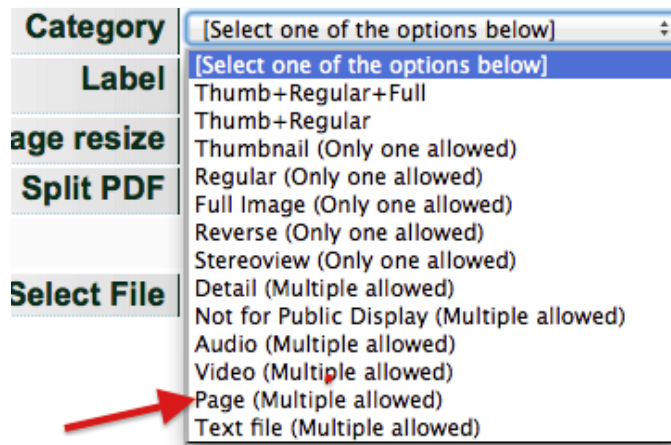 Category [Select one of the options below]
[Select one of the options below]
Label
Thumb+Regular+Full
Thumb+Regular
age resize
Thumbnail (Only one allowed)
Split PDF
Regular (Only one allowed)
Full Image (Only one allowed)
Reverse (Only one allowed)
Stereoview (Only one allowed)
Select File
Detail (Multiple allowed)
Not for Public Display (Multiple allowed)
Audio (Multiple allowed)
Video (Multiple allowed)
Page (Multiple allowed)
Text file (Multiple allowed)